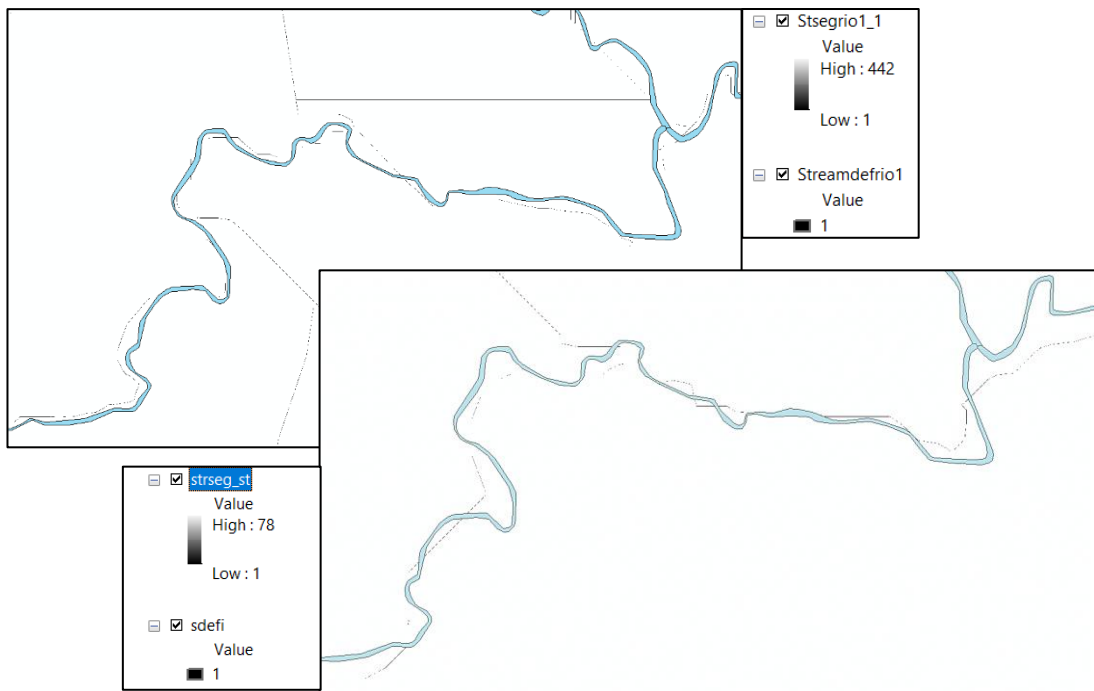 Stsegrio1_1
Value
High : 442
Low : 1
Streamdefrio1
Value
1
strseg_st
Value
High : 78
Low : 1
sdefi
Value
1